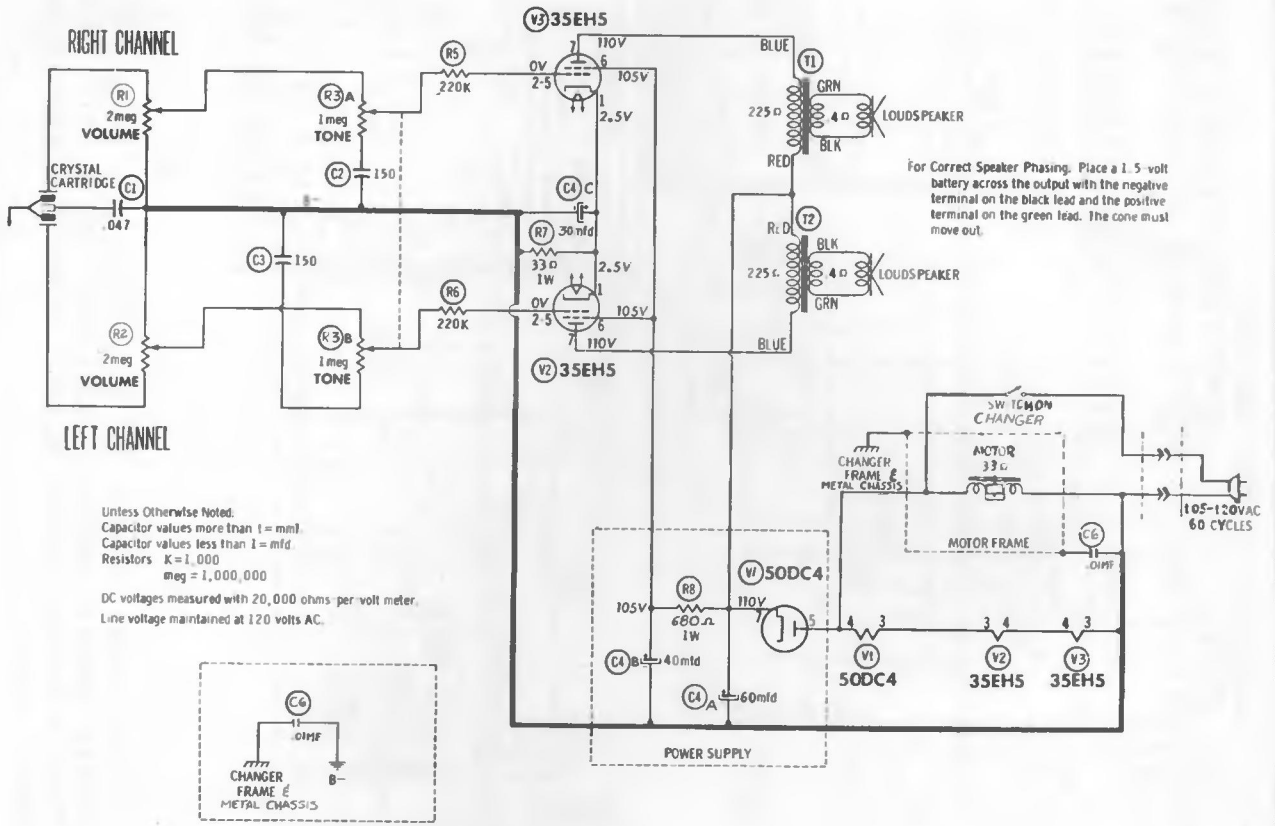 RIGHT CHANNEL
V3 35EH5
7
110V
BLUE
T1
R5
220K
0V
2-5
6
105V
1
2.5V
R1
2meg
VOLUME
R3 A
1meg
TONE
C2
150
225Ω
GRN
.4Ω
BLK
LOUDSPEAKER
RED
CRYSTAL
CARTRIDGE
C1
.047
C4 C
30mfd
For Correct Speaker Phasing. Place a 1.5 volt
battery across the output with the negative
terminal on the black lead and the positive
terminal on the green lead. The cone must
move out.
T2
RED
C3
150
R7
33Ω
1W
2.5V
225Ω
BLK
.4Ω
GRN
LOUDSPEAKER
R6
220K
0V
2-5
1
6
105V
7
110V
BLUE
R2
2meg
VOLUME
R3 B
1meg
TONE
V2 35EH5
LEFT CHANNEL
SWITCH ON
CHANGER
CHANGER
FRAME &
METAL CHASSIS
MOTOR
33Ω
105-120VAC
60 CYCLES
MOTOR FRAME
C6
.01MF
Unless Otherwise Noted:
Capacitor values more than 1 = mmf.
Capacitor values less than 1 = mfd.
Resistors K = 1,000
meg = 1,000,000
DC voltages measured with 20,000 ohms per volt meter.
Line voltage maintained at 120 volts AC.
V1 50DC4
105V
R8
680Ω
1W
110V
7
5
4
3
3
4
4
3
V1
50DC4
V2
35EH5
V3
35EH5
C4 B
40mfd
C4 A
60mfd
POWER SUPPLY
C6
.01MF
CHANGER
FRAME &
METAL CHASSIS
B-